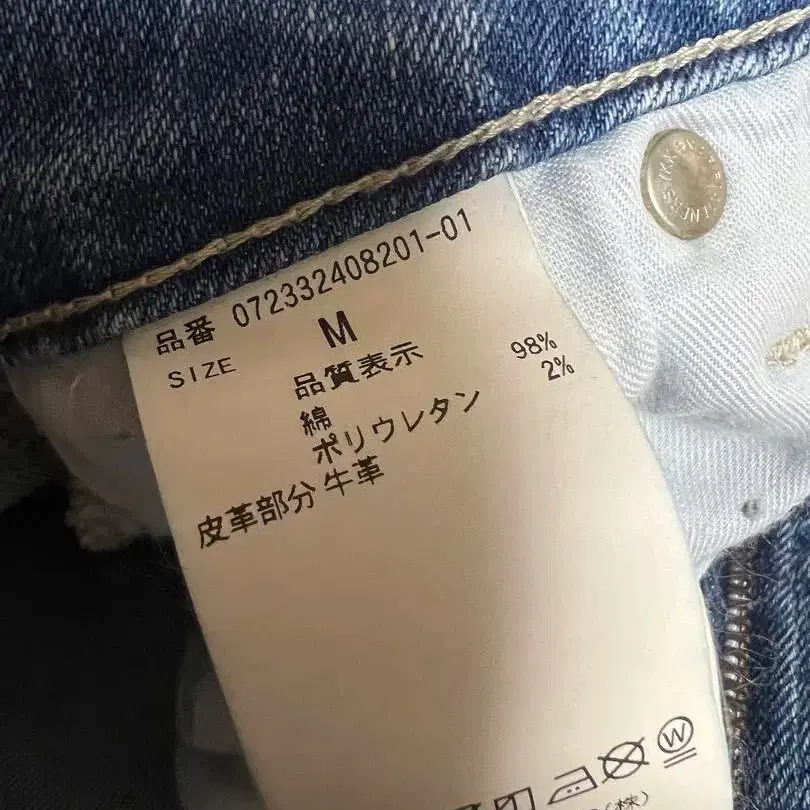 品番 072332408201-01
SIZE M
品質表示
綿 98%
ポリウレタン 2%
皮革部分 牛革
W
(株)